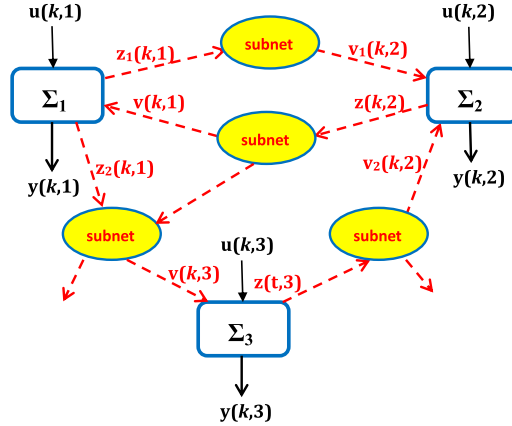 u(k,1)
u(k,2)
subnet
z₁(k,1)
v₁(k,2)
Σ₁
Σ₂
v(k,1)
z(k,2)
subnet
z₂(k,1)
v₂(k,2)
y(k,1)
y(k,2)
subnet
subnet
u(k,3)
v(k,3)
z(t,3)
Σ₃
y(k,3)